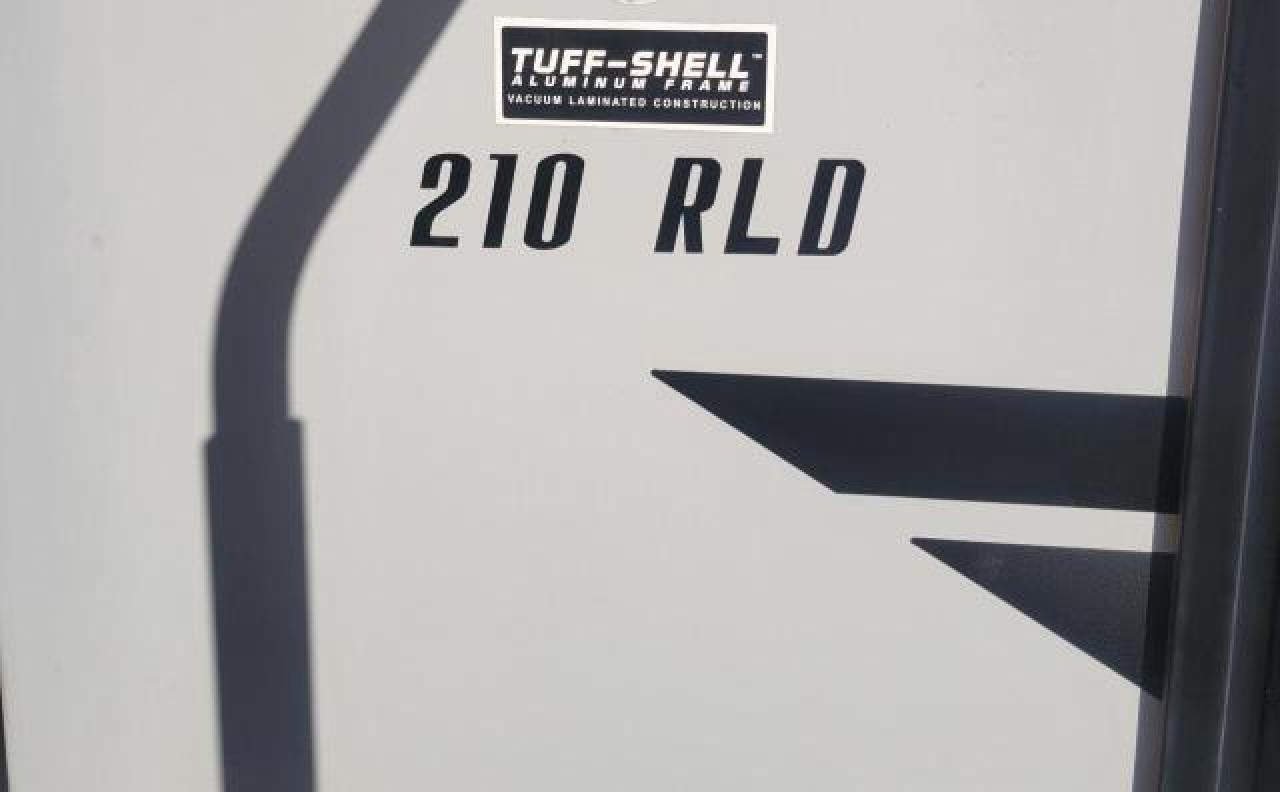 TUFF-SHELL™
ALUMINUM FRAME
VACUUM LAMINATED CONSTRUCTION
210 RLD